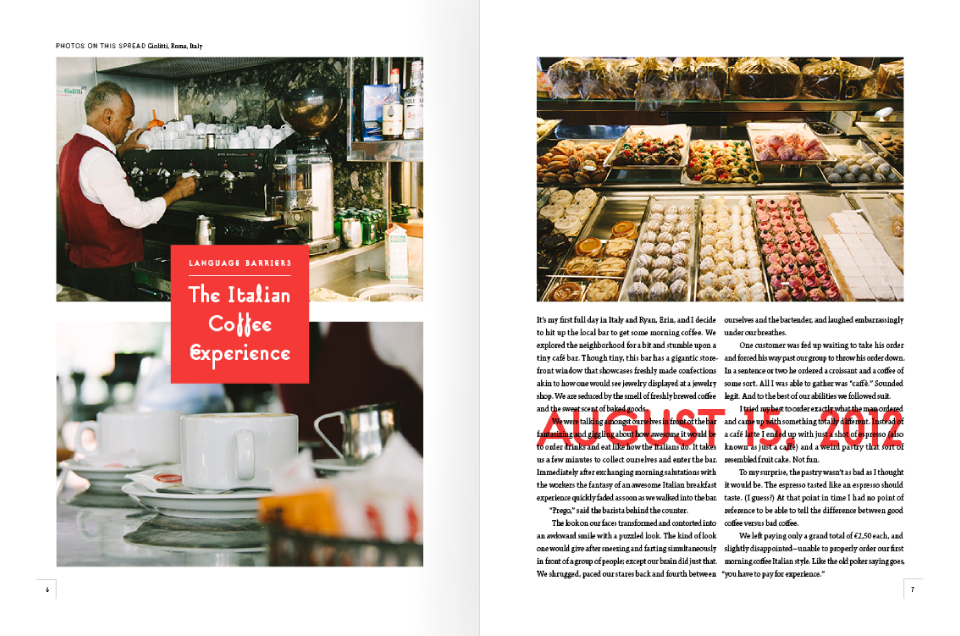 PHOTOS ON THIS SPREAD Giolitti, Roma, Italy
Giolitti
LANGUAGE BARRIERS
The Italian
Coffee
Experience
6
It's my first full day in Italy and Ryan, Erin, and I decide
to hit up the local bar to get some morning coffee. We
explored the neighborhood for a bit and stumble upon a
tiny café bar. Though tiny, this bar has a gigantic store-
front window that showcases freshly made confections
akin to how one would see jewelry displayed at a jewelry
shop. We are seduced by the smell of freshly brewed coffee
and the sweet scent of baked goods.
We were talking amongst ourselves in front of the bar
fantasizing and giggling about how awesome it would be
to order drinks and eat like how the Italians do. It takes
us a few minutes to collect ourselves and enter the bar.
Immediately after exchanging morning salutations with
the workers the fantasy of an awesome Italian breakfast
experience quickly faded as soon as we walked into the bar.
"Prego," said the barista behind the counter.
The look on our faces transformed and contorted into
an awkward smile with a puzzled look. The kind of look
one would give after sneezing and farting simultaneously
in front of a group of people; except our brain did just that.
We shrugged, paced our stares back and fourth between
ourselves and the bartender, and laughed embarrassingly
under our breathes.
One customer was fed up waiting to take his order
and forced his way past our group to throw his order down.
In a sentence or two he ordered a croissant and a coffee of
some sort. All I was able to gather was "caffè." Sounded
legit. And to the best of our abilities we followed suit.
I tried my best to order exactly what the man ordered
and came up with something totally different. Instead of
a café latte I ended up with just a shot of espresso (also
known as just a caffè) and a weird pastry that sort of
resembled fruit cake. Not fun.
To my surprise, the pastry wasn't as bad as I thought
it would be. The espresso tasted like an espresso should
taste. (I guess?) At that point in time I had no point of
reference to be able to tell the difference between good
coffee versus bad coffee.
We left paying only a grand total of €2,50 each, and
slightly disappointed—unable to properly order our first
morning coffee Italian style. Like the old poker saying goes,
"you have to pay for experience."
AUGUST 15, 2012
7